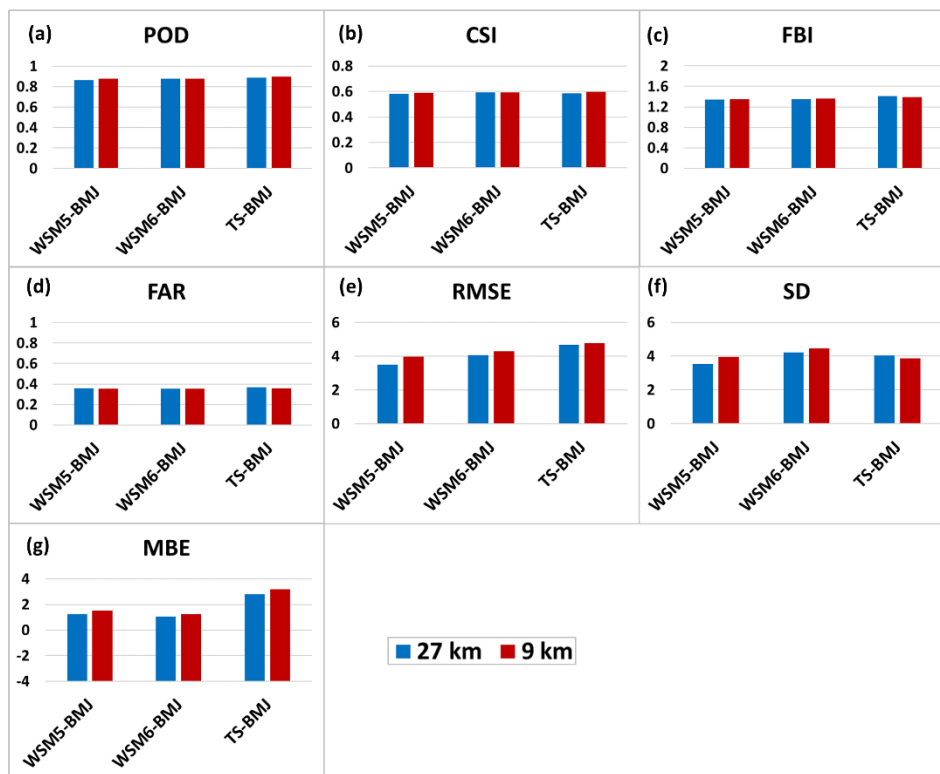 (a) POD
1
0.8
0.6
0.4
0.2
0
WSM5-BMJ
WSM6-BMJ
TS-BMJ
(b) CSI
0.8
0.6
0.4
0.2
0
WSM5-BMJ
WSM6-BMJ
TS-BMJ
(c) FBI
2
1.6
1.2
0.8
0.4
0
WSM5-BMJ
WSM6-BMJ
TS-BMJ
(d) FAR
1
0.8
0.6
0.4
0.2
0
WSM5-BMJ
WSM6-BMJ
TS-BMJ
(e) RMSE
6
4
2
0
WSM5-BMJ
WSM6-BMJ
TS-BMJ
(f) SD
6
4
2
0
WSM5-BMJ
WSM6-BMJ
TS-BMJ
(g) MBE
4
2
0
-2
-4
WSM5-BMJ
WSM6-BMJ
TS-BMJ
27 km 9 km